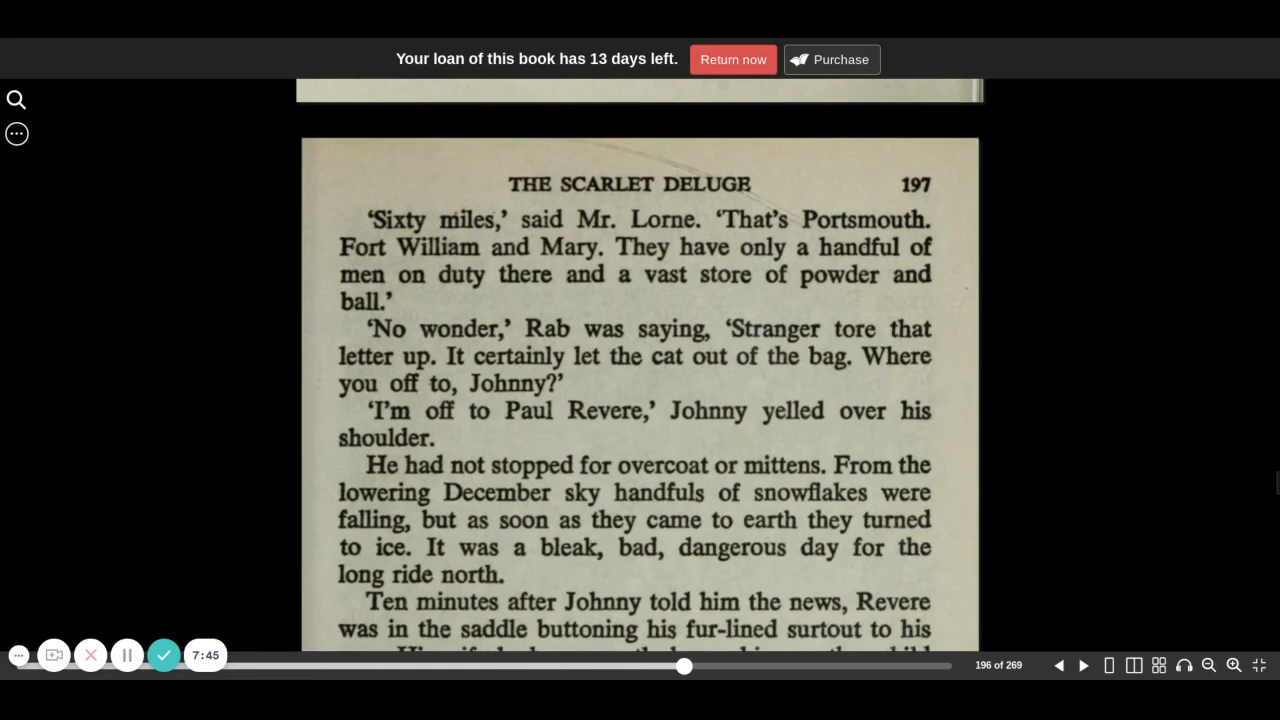 Your loan of this book has 13 days left. Return now Purchase
THE SCARLET DELUGE 197
‘Sixty miles,’ said Mr. Lorne. ‘That’s Portsmouth.
Fort William and Mary. They have only a handful of
men on duty there and a vast store of powder and
ball.’
‘No wonder,’ Rab was saying, ‘Stranger tore that
letter up. It certainly let the cat out of the bag. Where
you off to, Johnny?’
‘I’m off to Paul Revere,’ Johnny yelled over his
shoulder.
He had not stopped for overcoat or mittens. From the
lowering December sky handfuls of snowflakes were
falling, but as soon as they came to earth they turned
to ice. It was a bleak, bad, dangerous day for the
long ride north.
Ten minutes after Johnny told him the news, Revere
was in the saddle buttoning his fur-lined surtout to his
7:45
196 of 269